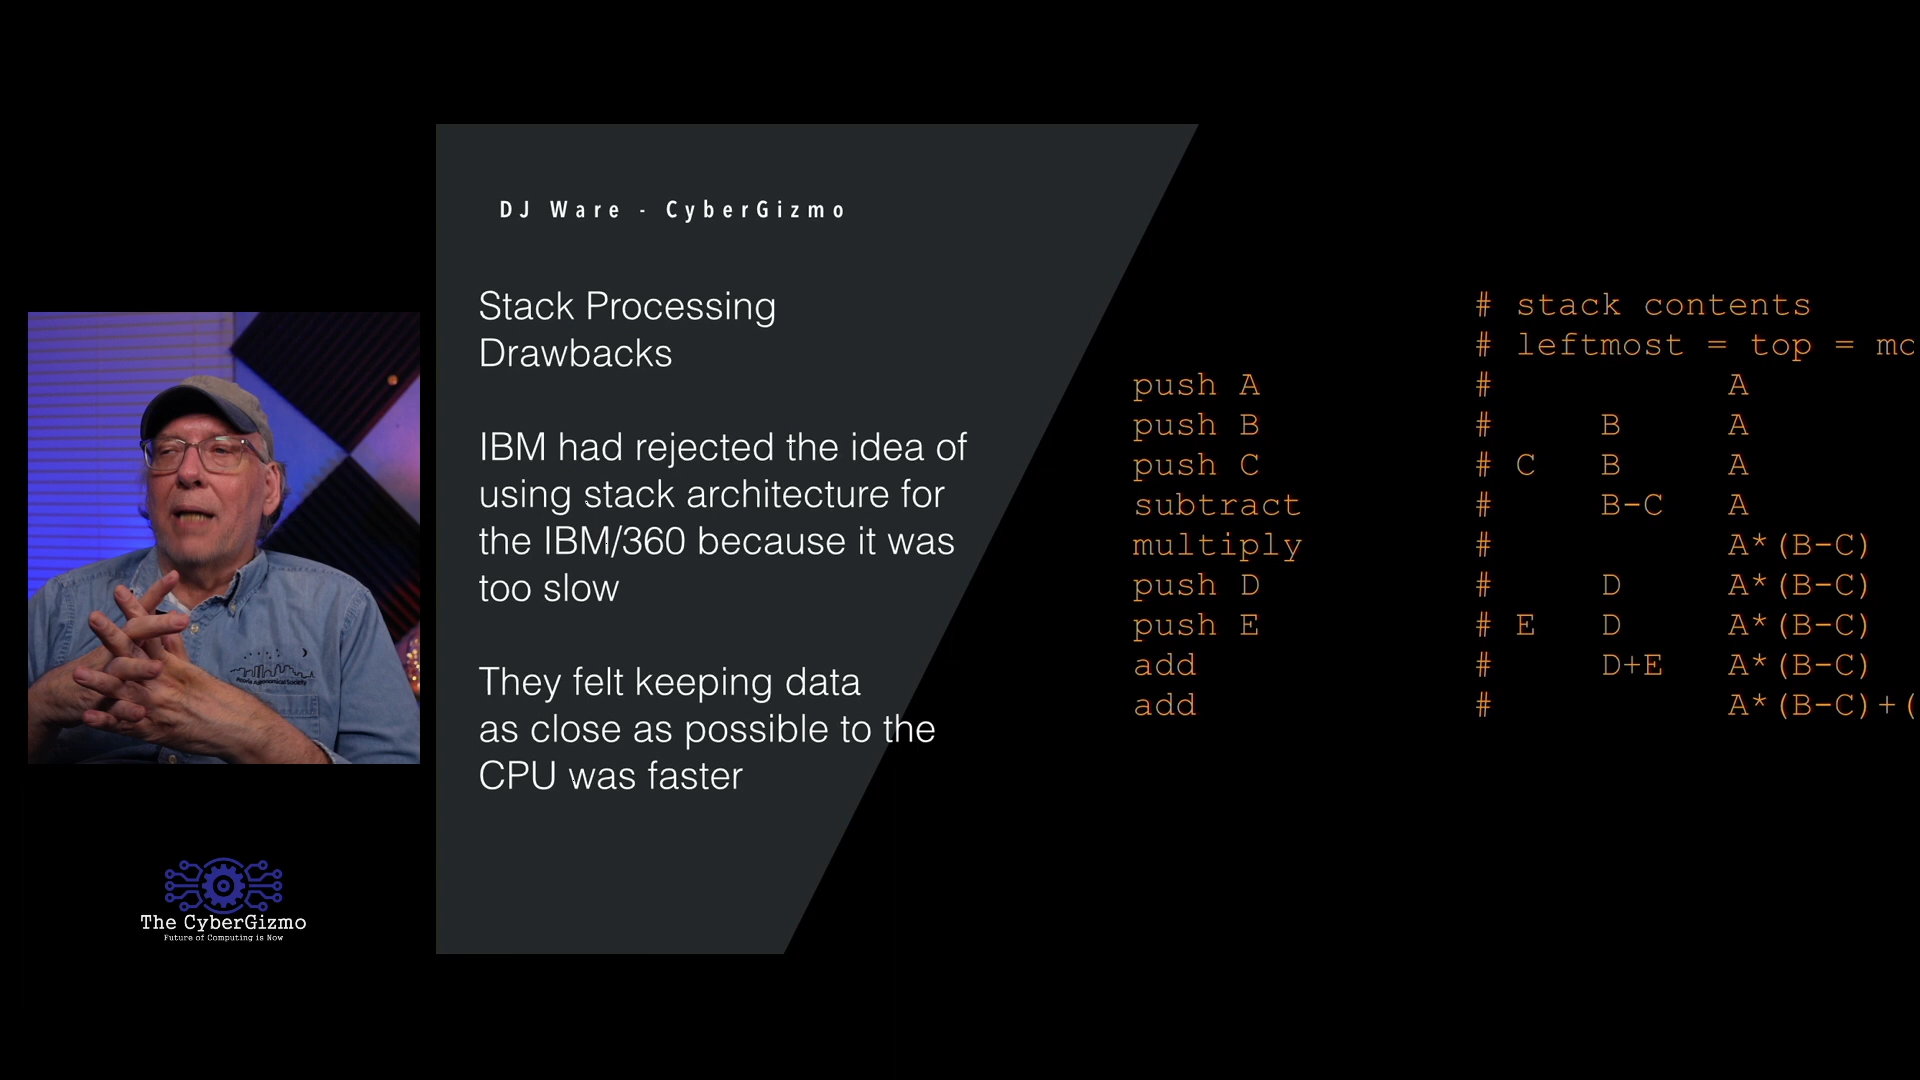 DJ Ware - CyberGizmo
Stack Processing
Drawbacks
IBM had rejected the idea of
using stack architecture for
the IBM/360 because it was
too slow
They felt keeping data
as close as possible to the
CPU was faster
# stack contents
# leftmost = top = mc
push A # A
push B # B A
push C # C B A
subtract # B-C A
multiply # A*(B-C)
push D # D A*(B-C)
push E # E D A*(B-C)
add # D+E A*(B-C)
add # A*(B-C)+(
Peoria Astronomical Society
The CyberGizmo
Future of Computing is Now